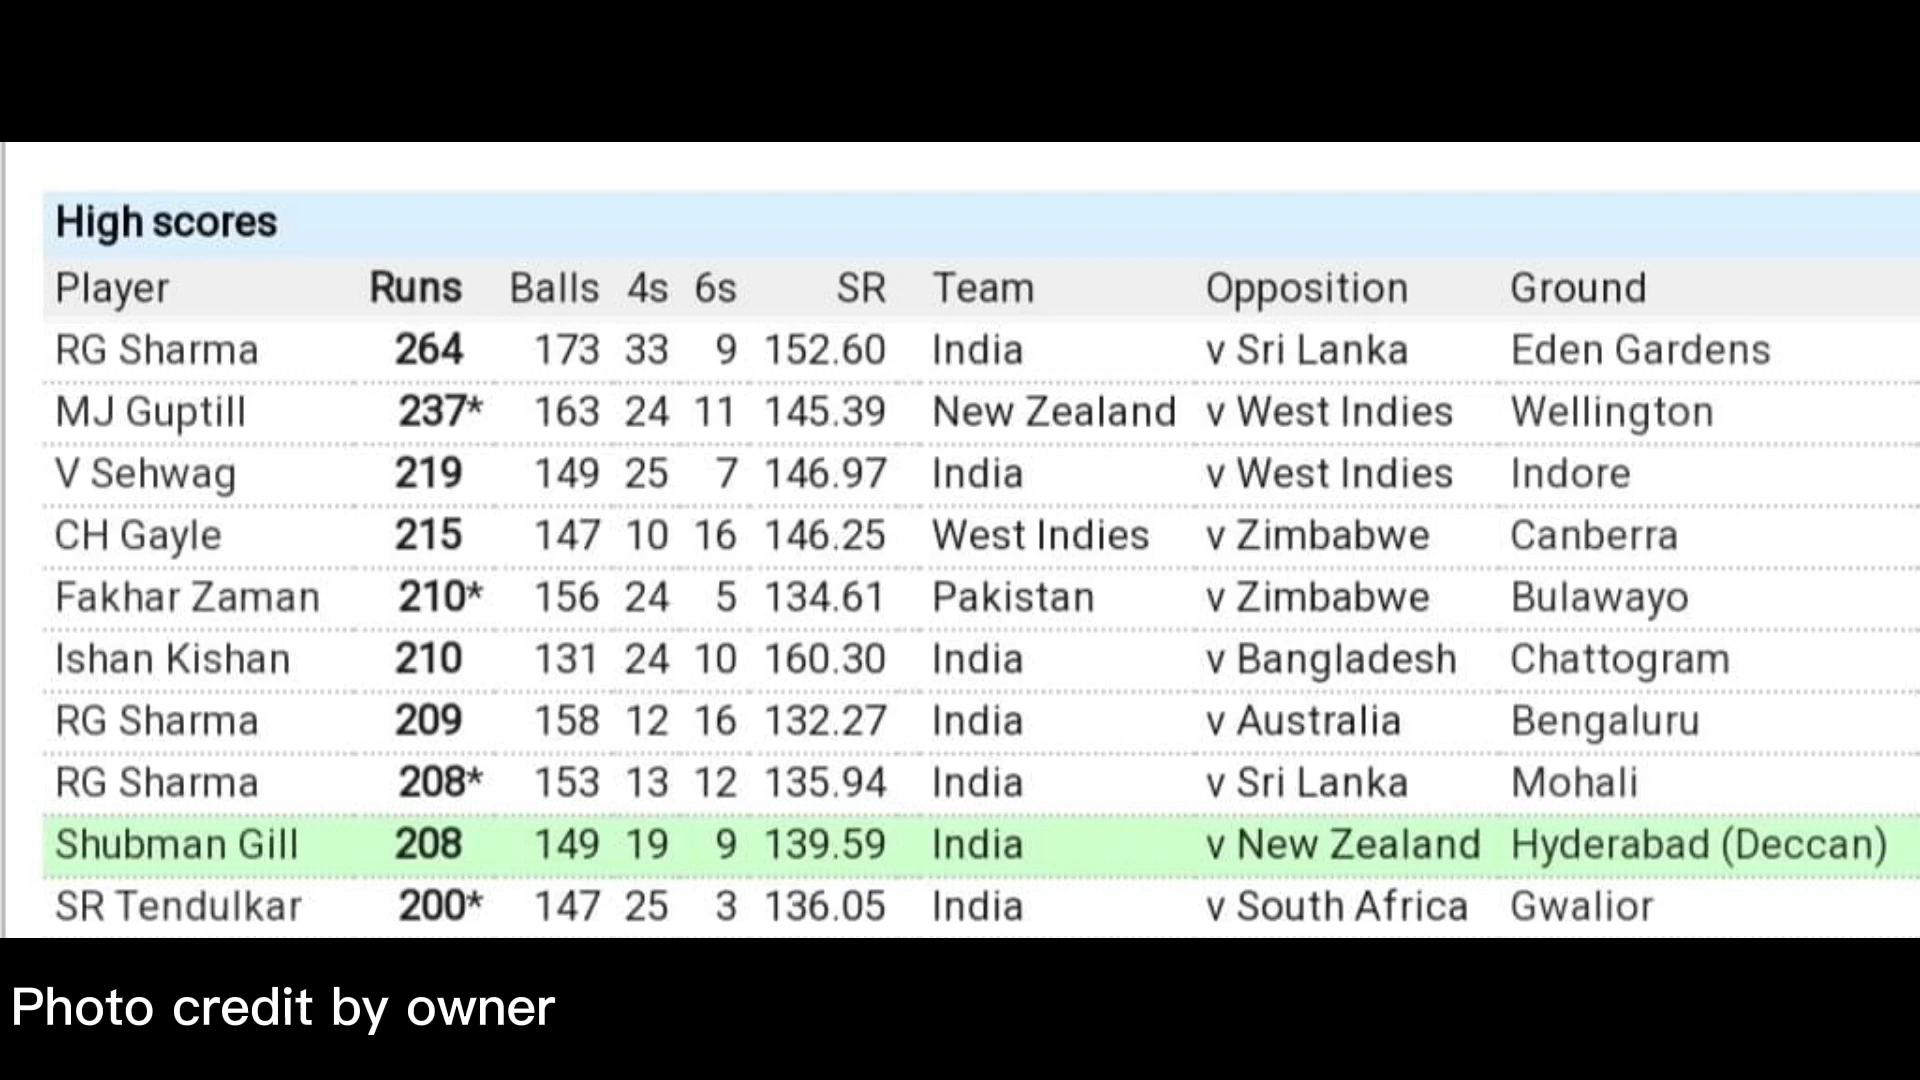 High scores
Player Runs Balls 4s 6s SR Team Opposition Ground
RG Sharma 264 173 33 9 152.60 India v Sri Lanka Eden Gardens
MJ Guptill 237* 163 24 11 145.39 New Zealand v West Indies Wellington
V Sehwag 219 149 25 7 146.97 India v West Indies Indore
CH Gayle 215 147 10 16 146.25 West Indies v Zimbabwe Canberra
Fakhar Zaman 210* 156 24 5 134.61 Pakistan v Zimbabwe Bulawayo
Ishan Kishan 210 131 24 10 160.30 India v Bangladesh Chattogram
RG Sharma 209 158 12 16 132.27 India v Australia Bengaluru
RG Sharma 208* 153 13 12 135.94 India v Sri Lanka Mohali
Shubman Gill 208 149 19 9 139.59 India v New Zealand Hyderabad (Deccan)
SR Tendulkar 200* 147 25 3 136.05 India v South Africa Gwalior
Photo credit by owner